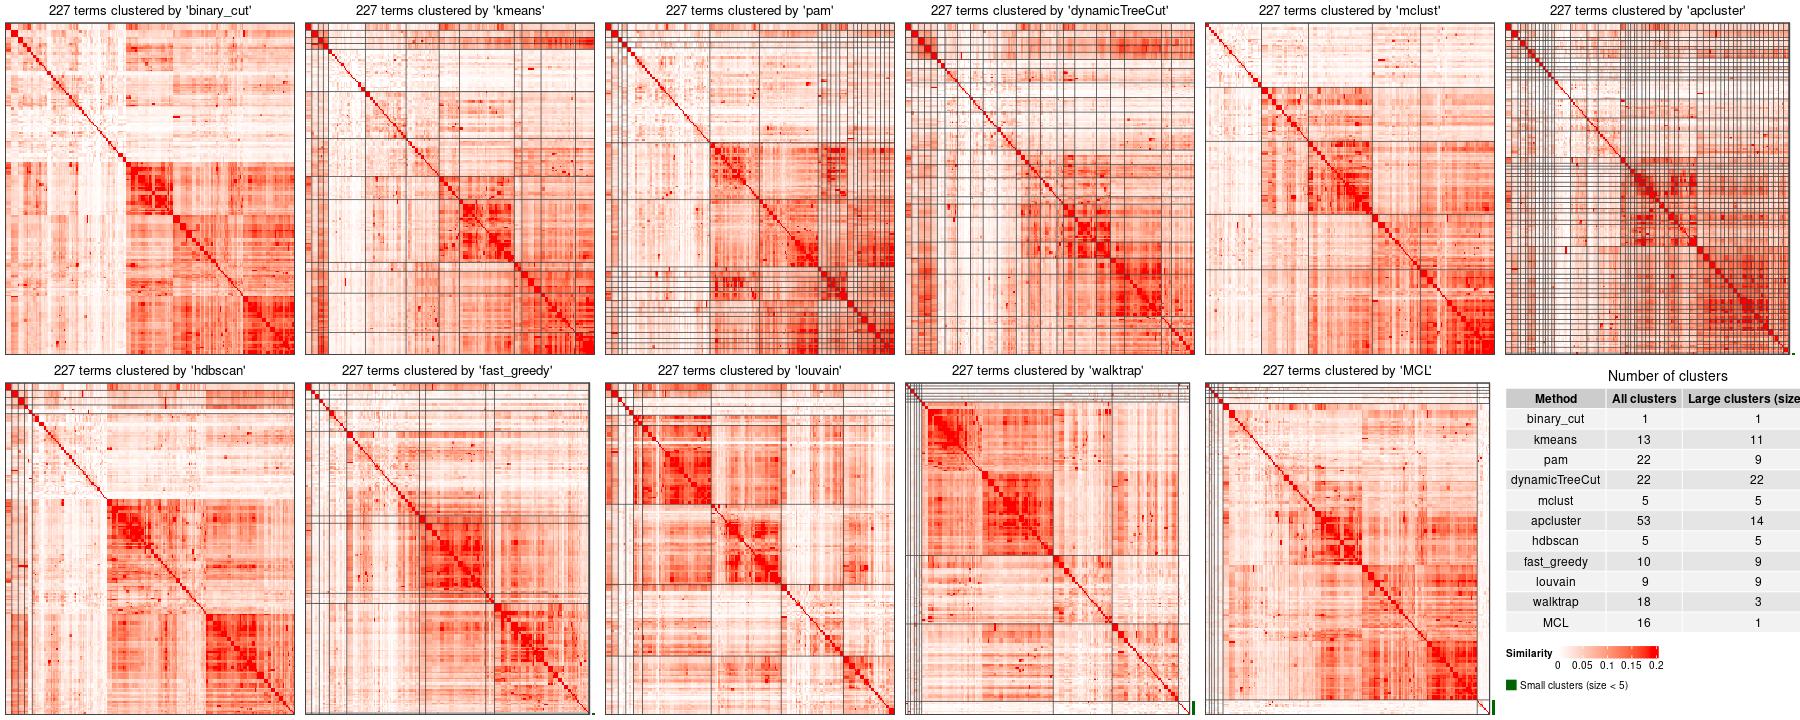 227 terms clustered by 'binary_cut'
227 terms clustered by 'kmeans'
227 terms clustered by 'pam'
227 terms clustered by 'dynamicTreeCut'
227 terms clustered by 'mclust'
227 terms clustered by 'apcluster'
227 terms clustered by 'hdbscan'
227 terms clustered by 'fast_greedy'
227 terms clustered by 'louvain'
227 terms clustered by 'walktrap'
227 terms clustered by 'MCL'
Number of clusters
Method All clusters Large clusters (size
binary_cut 1 1
kmeans 13 11
pam 22 9
dynamicTreeCut 22 22
mclust 5 5
apcluster 53 14
hdbscan 5 5
fast_greedy 10 9
louvain 9 9
walktrap 18 3
MCL 16 1
Similarity
0 0.05 0.1 0.15 0.2
Small clusters (size < 5)